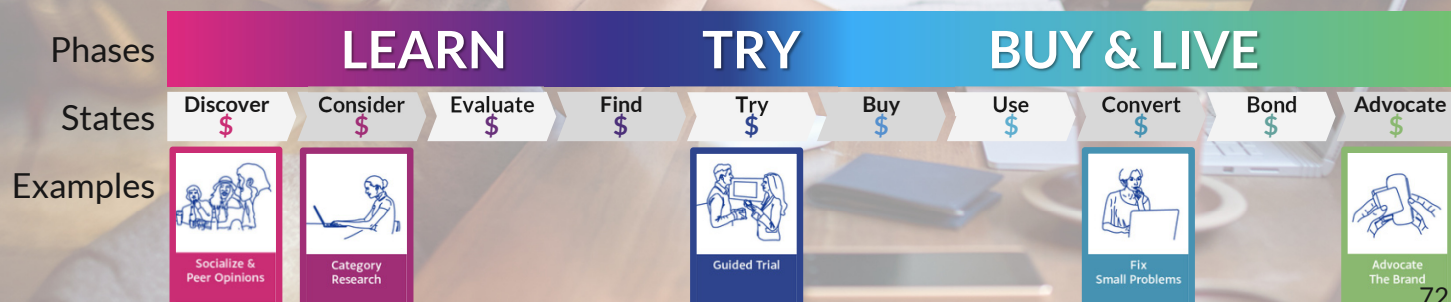 Phases
LEARN TRY BUY & LIVE
States
Discover Consider Evaluate Find Try Buy Use Convert Bond Advocate
$ $ $ $ $ $ $ $ $ $
Examples
Socialize &
Peer Opinions
Category
Research
Guided Trial
Fix
Small Problems
Advocate
The Brand
72